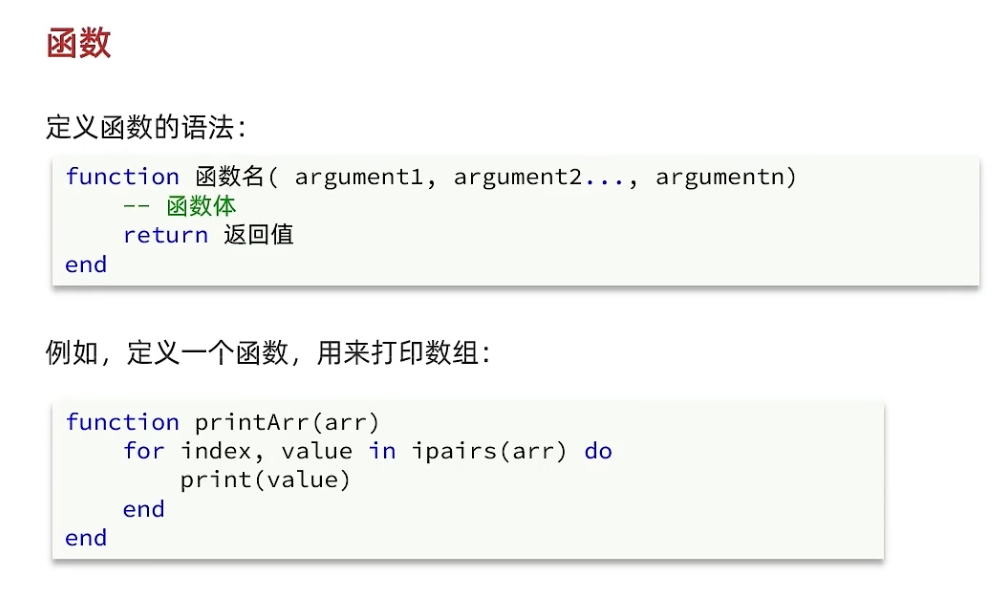 函数
定义函数的语法：
function 函数名( argument1, argument2..., argumentn)
    -- 函数体
    return 返回值
end
例如，定义一个函数，用来打印数组：
function printArr(arr)
    for index, value in ipairs(arr) do
        print(value)
    end
end